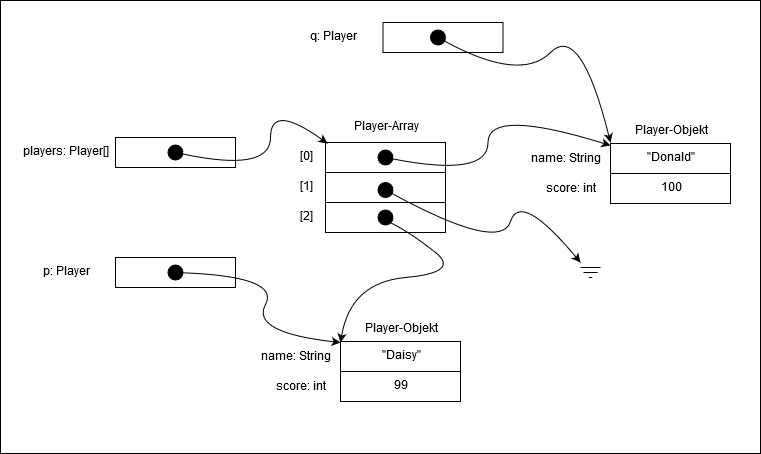 q: Player
Player-Array
Player-Objekt
players: Player[]
[0]
name: String
"Donald"
[1]
score: int
100
[2]
p: Player
Player-Objekt
name: String
"Daisy"
score: int
99